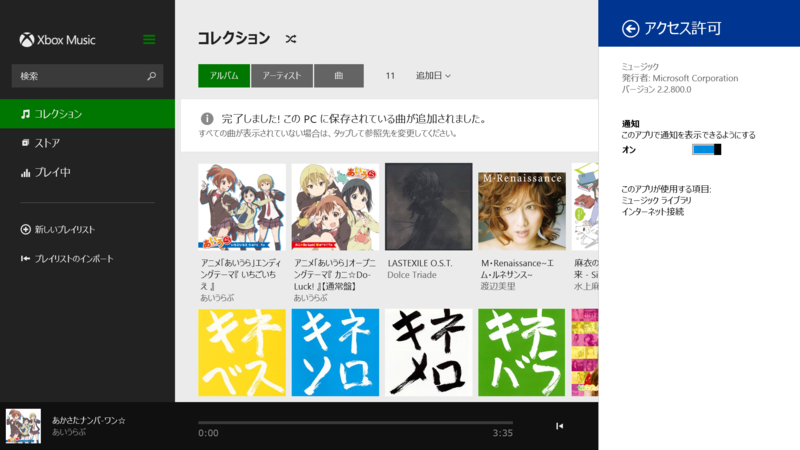 Xbox Music
検索
コレクション
ストア
プレイ中
新しいプレイリスト
プレイリストのインポート
コレクション
アルバム
アーティスト
曲
11
追加日
完了しました! この PC に保存されている曲が追加されました。
すべての曲が表示されていない場合は、タップして参照先を変更してください。
アニメ「あいうら」エンディングテーマ『 いちごいちえ 』
あいうらぶ
アニメ「あいうら」オープニングテーマ『 カニ☆Do-Luck! 』【通常盤】
あいうらぶ
LASTEXILE O.S.T.
Dolce Triade
M・Renaissance
M・Renaissance~エム・ルネサンス~
渡辺美里
麻衣の
来 - Si
水上麻
キネベス
キネソロ
キネメロ
キネバラ
あかさたナンバーワン☆
あいうらぶ
0:00
3:35
アクセス許可
ミュージック
発行者: Microsoft Corporation
バージョン 2.2.800.0
通知
このアプリで通知を表示できるようにする
オン
このアプリが使用する項目:
ミュージック ライブラリ
インターネット接続